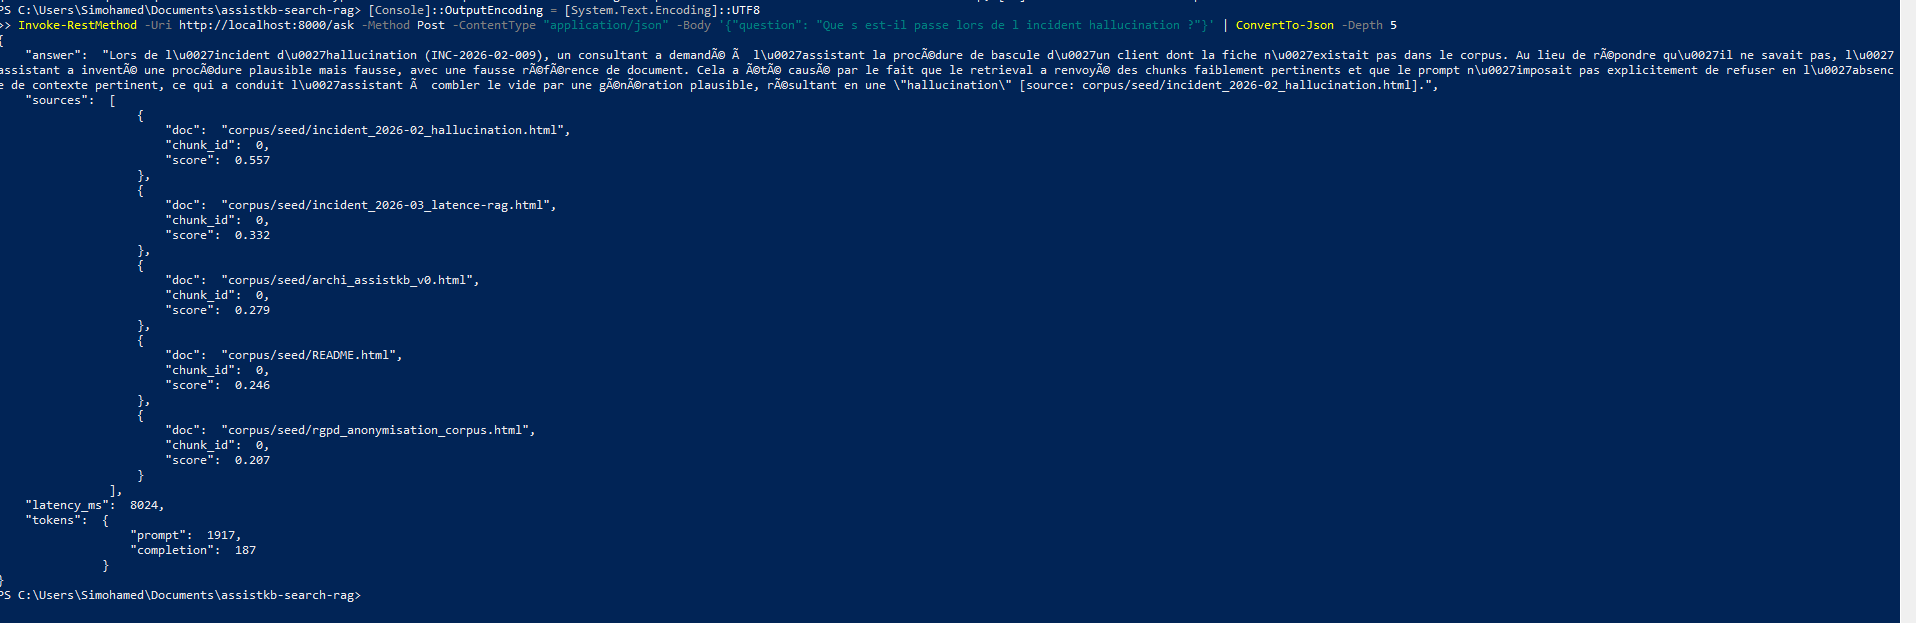 PS C:\Users\Simohamed\Documents\assistkb-search-rag> [Console]::OutputEncoding = [System.Text.Encoding]::UTF8
>> Invoke-RestMethod -Uri http://localhost:8000/ask -Method Post -ContentType "application/json" -Body '{"question": "Que s est-il passe lors de l incident hallucination ?"}' | ConvertTo-Json -Depth 5
{
"answer": "Lors de l\u0027incident d\u0027hallucination (INC-2026-02-009), un consultant a demandÃ© Ã  l\u0027assistant la procÃ©dure de bascule d\u0027un client dont la fiche n\u0027existait pas dans le corpus. Au lieu de rÃ©pondre qu\u0027il ne savait pas, l\u0027
assistant a inventÃ© une procÃ©dure plausible mais fausse, avec une fausse rÃ©fÃ©rence de document. Cela a Ã©tÃ© causÃ© par le fait que le retrieval a renvoyÃ© des chunks faiblement pertinents et que le prompt n\u0027imposait pas explicitement de refuser en l\u0027absenc
e de contexte pertinent, ce qui a conduit l\u0027assistant Ã  combler le vide par une gÃ©nÃ©ration plausible, rÃ©sultant en une \"hallucination\" [source: corpus/seed/incident_2026-02_hallucination.html].",
"sources": [
{
"doc": "corpus/seed/incident_2026-02_hallucination.html",
"chunk_id": 0,
"score": 0.557
},
{
"doc": "corpus/seed/incident_2026-03_latence-rag.html",
"chunk_id": 0,
"score": 0.332
},
{
"doc": "corpus/seed/archi_assistkb_v0.html",
"chunk_id": 0,
"score": 0.279
},
{
"doc": "corpus/seed/README.html",
"chunk_id": 0,
"score": 0.246
},
{
"doc": "corpus/seed/rgpd_anonymisation_corpus.html",
"chunk_id": 0,
"score": 0.207
}
],
"latency_ms": 8024,
"tokens": {
"prompt": 1917,
"completion": 187
}
}
PS C:\Users\Simohamed\Documents\assistkb-search-rag>